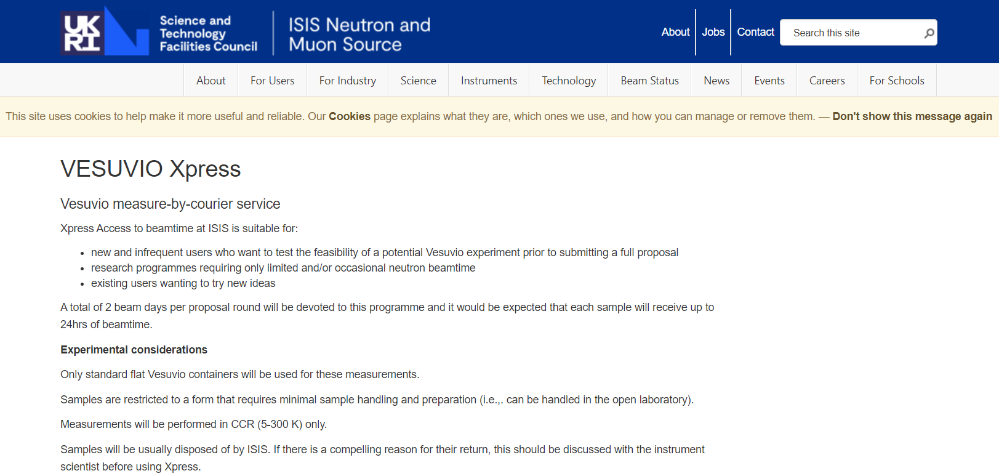 UK
RI
Science and
Technology
Facilities Council
ISIS Neutron and
Muon Source
About
Jobs
Contact
Search this site
About
For Users
For Industry
Science
Instruments
Technology
Beam Status
News
Events
Careers
For Schools
This site uses cookies to help make it more useful and reliable. Our Cookies page explains what they are, which ones we use, and how you can manage or remove them. — Don't show this message again
VESUVIO Xpress
Vesuvio measure-by-courier service
Xpress Access to beamtime at ISIS is suitable for:
• new and infrequent users who want to test the feasibility of a potential Vesuvio experiment prior to submitting a full proposal
• research programmes requiring only limited and/or occasional neutron beamtime
• existing users wanting to try new ideas
A total of 2 beam days per proposal round will be devoted to this programme and it would be expected that each sample will receive up to
24hrs of beamtime.
Experimental considerations
Only standard flat Vesuvio containers will be used for these measurements.
Samples are restricted to a form that requires minimal sample handling and preparation (i.e.,. can be handled in the open laboratory).
Measurements will be performed in CCR (5-300 K) only.
Samples will be usually disposed of by ISIS. If there is a compelling reason for their return, this should be discussed with the instrument
scientist before using Xpress.